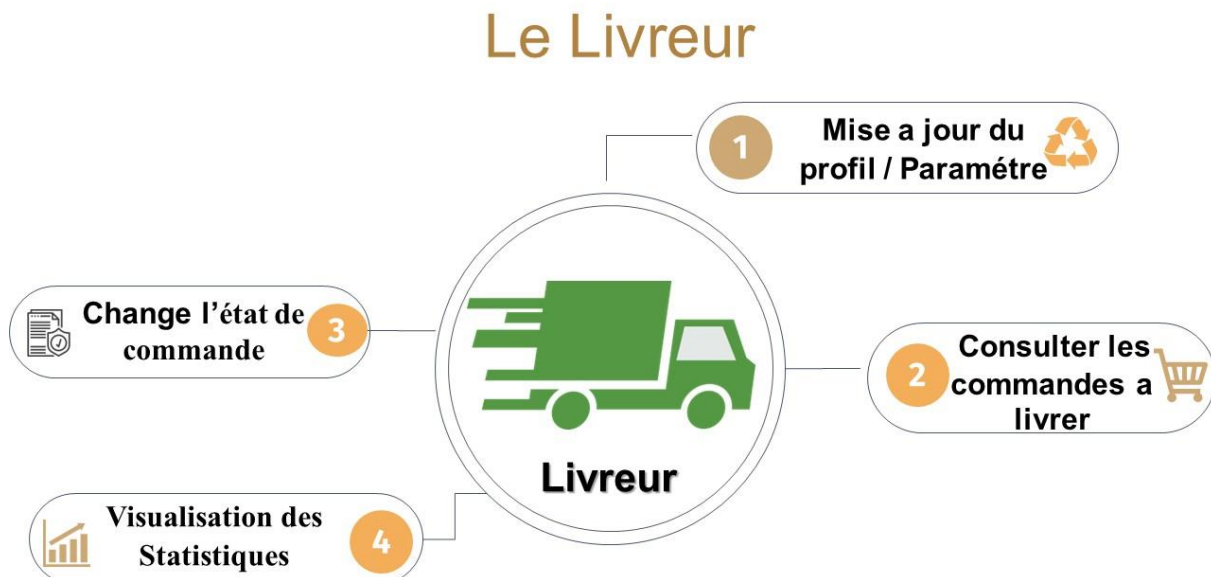 Le Livreur
1
Mise a jour du
profil / Paramétre
2
Consulter les
commandes a
livrer
3
Change l’état de
commande
4
Visualisation des
Statistiques
Livreur